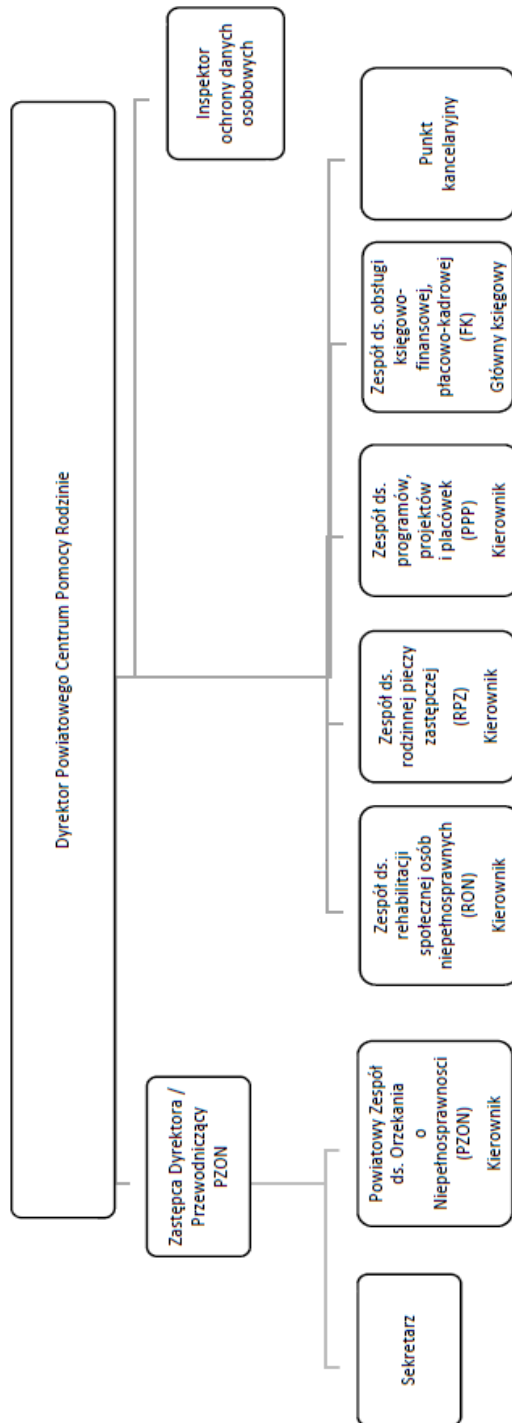 Dyrektor Powiatowego Centrum Pomocy Rodzinie
Zastępca Dyrektora /
Przewodniczący
PZON
Inspektor
ochrony danych
osobowych
Sekretarz
Powiatowy Zespół
ds. Orzekania
o
Niepełnosprawnosci
(PZON)
Kierownik
Zespół ds.
rehabilitacji
społecznej osób
niepełnosprawnych
(RON)
Kierownik
Zespół ds.
rodzinnej pieczy
zastępczej
(RPZ)
Kierownik
Zespół ds.
programów,
projektów
i placówek
(PPP)
Kierownik
Zespół ds. obsługi
księgowo-
finansowej,
płacowo-kadrowej
(FK)
Główny księgowy
Punkt
kancelaryjny